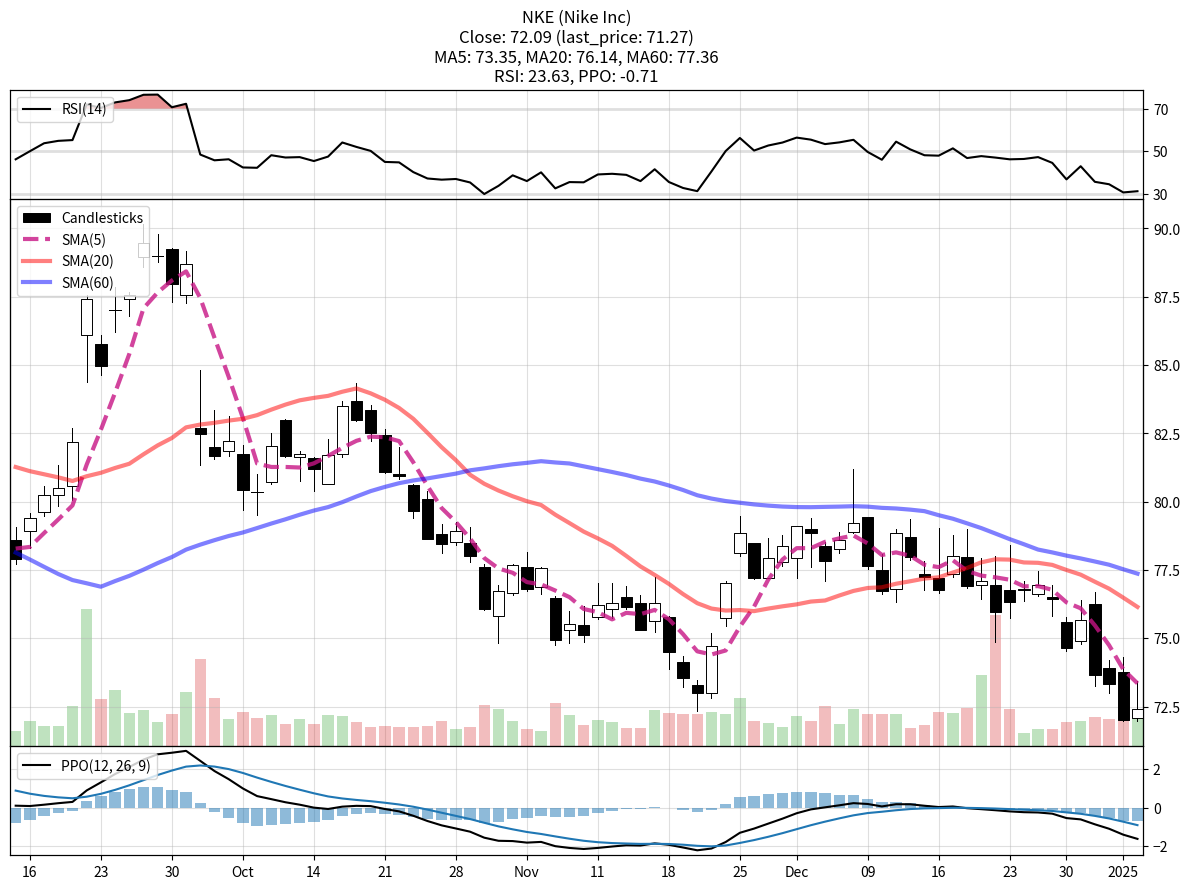 NKE (Nike Inc)
Close: 72.09 (last_price: 71.27)
MA5: 73.35, MA20: 76.14, MA60: 77.36
RSI: 23.63, PPO: -0.71
RSI(14)
70
50
30
Candlesticks
SMA(5)
SMA(20)
SMA(60)
90.0
87.5
85.0
82.5
80.0
77.5
75.0
72.5
PPO(12, 26, 9)
2
0
−2
16 23 30 Oct 14 21 28 Nov 11 18 25 Dec 09 16 23 30 2025